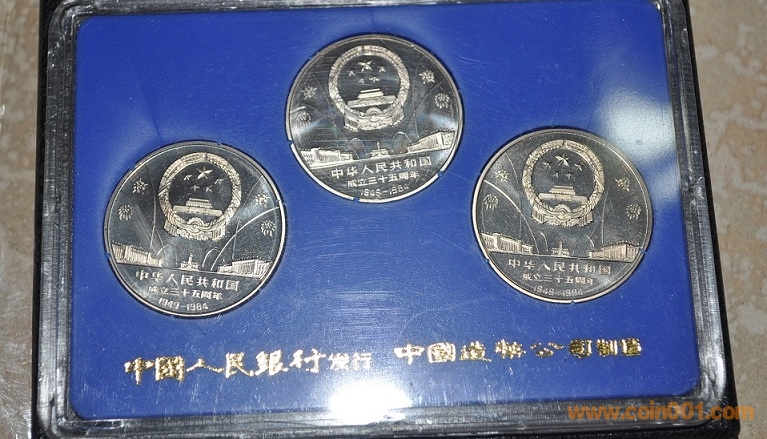 中华人民共和国
成立三十五周年
1949-1984
中华人民共和国
成立三十五周年
1949-1984
中华人民共和国
成立三十五周年
1949-1984
中國人民銀行发行 中國造幣公司制造
www.coin001.com